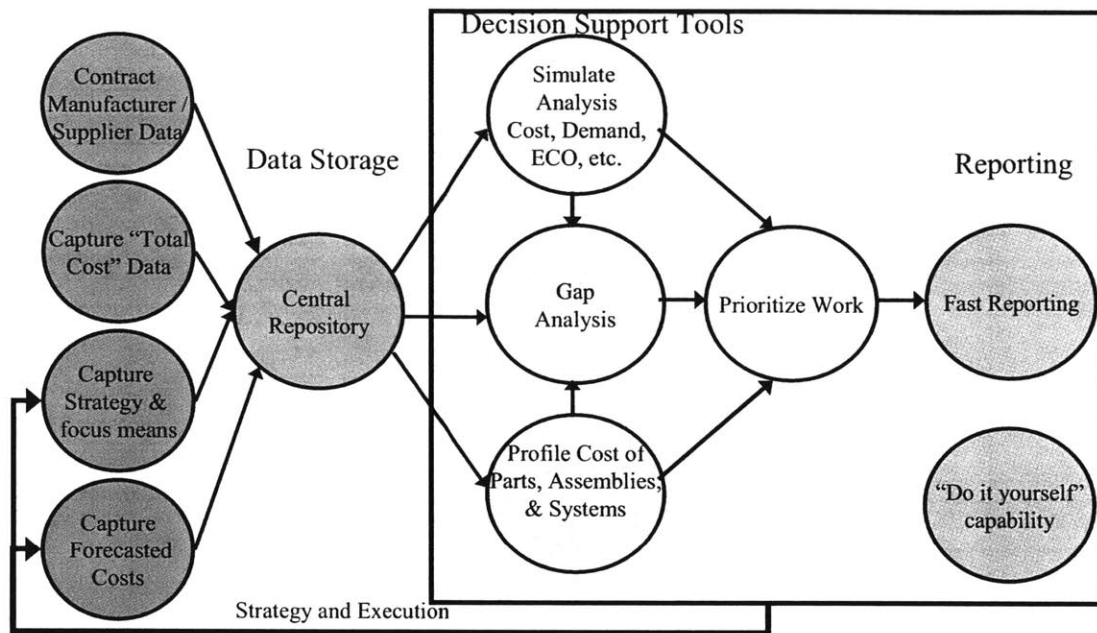 Decision Support Tools
Contract
Manufacturer /
Supplier Data
Simulate
Analysis
Cost, Demand,
ECO, etc.
Data Storage
Reporting
Capture “Total
Cost” Data
Central
Repository
Gap
Analysis
Prioritize Work
Fast Reporting
Capture
Strategy &
focus means
Profile Cost of
Parts, Assemblies,
& Systems
“Do it yourself”
capability
Capture
Forecasted
Costs
Strategy and Execution